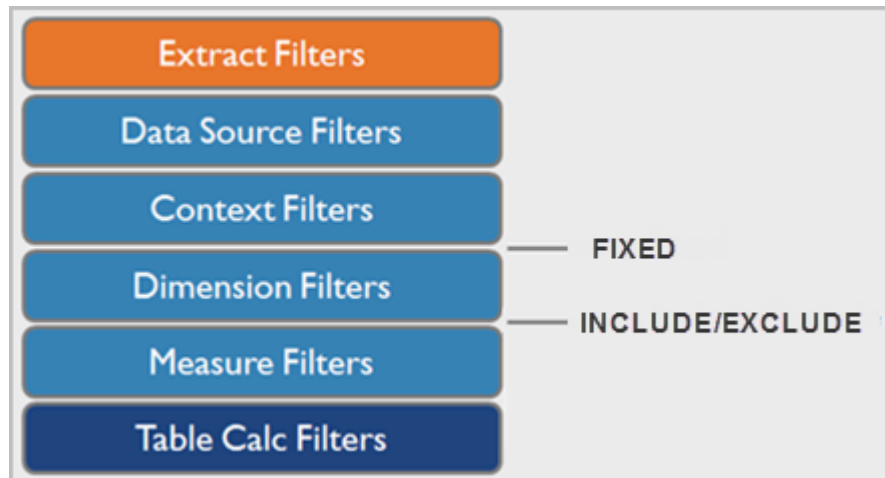 Extract Filters
Data Source Filters
Context Filters
FIXED
Dimension Filters
INCLUDE/EXCLUDE
Measure Filters
Table Calc Filters